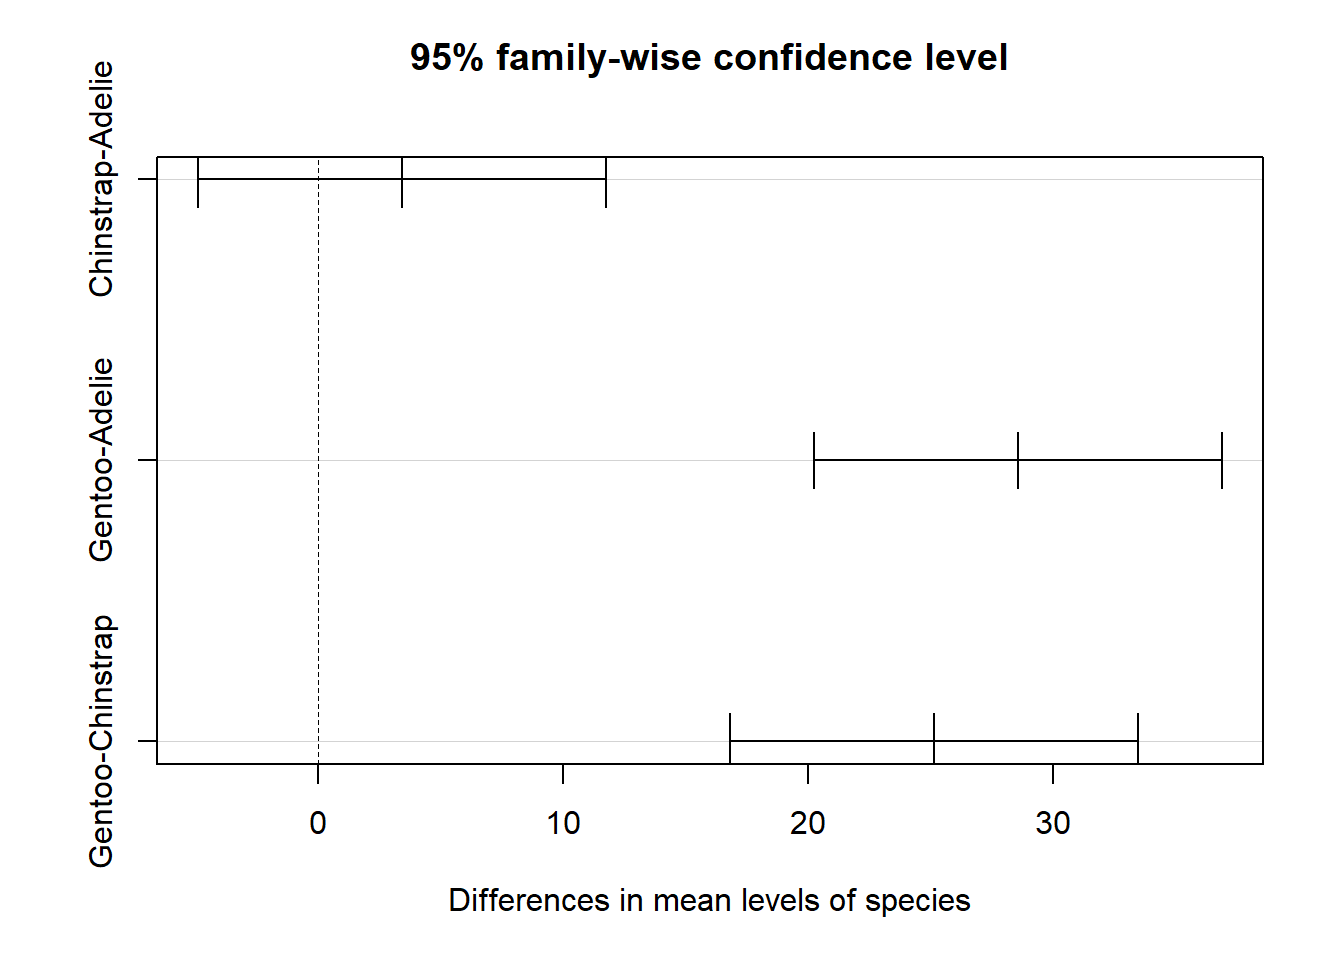 95% family-wise confidence level
Chinstrap-Adelie
Gentoo-Adelie
Gentoo-Chinstrap
0 10 20 30
Differences in mean levels of species